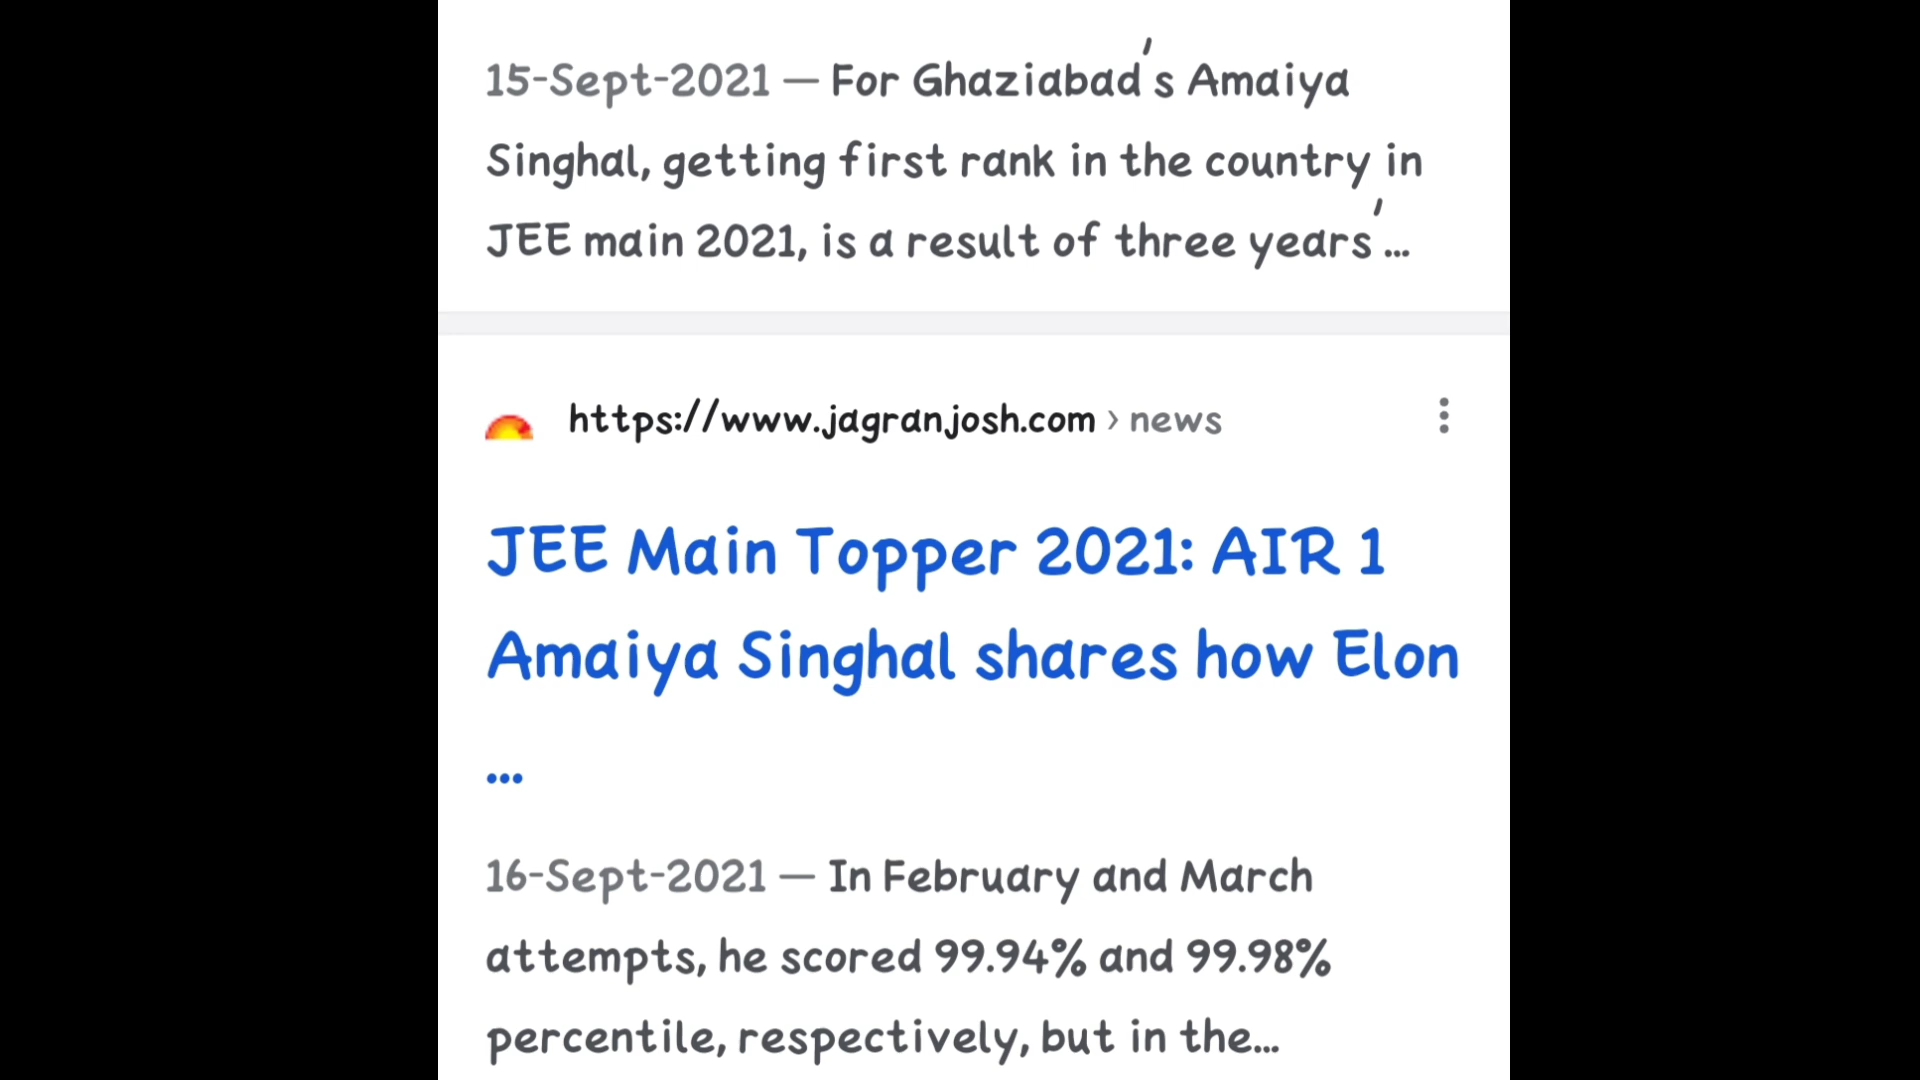 15-Sept-2021 — For Ghaziabad's Amaiya
Singhal, getting first rank in the country in
JEE main 2021, is a result of three years'...
https://www.jagranjosh.com › news
JEE Main Topper 2021: AIR 1
Amaiya Singhal shares how Elon
...
16-Sept-2021 — In February and March
attempts, he scored 99.94% and 99.98%
percentile, respectively, but in the...